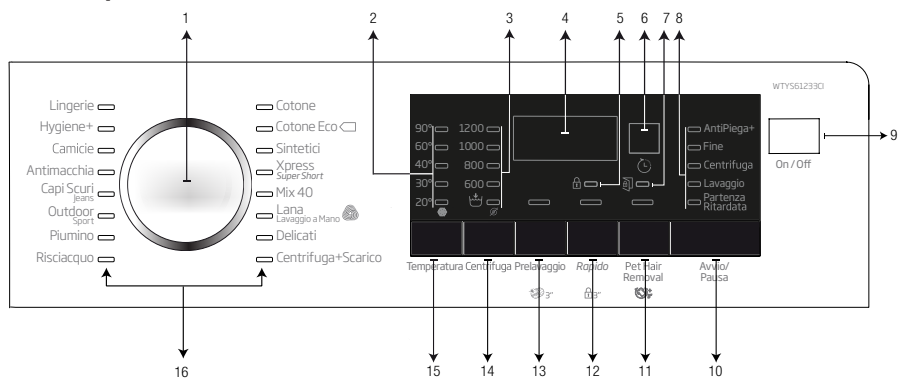 1 2 3 4 5 6 7 8
WTYS61233CI
Lingerie
Hygiene+
Camicie
Antimacchia
Capi Scuri
Jeans
Outdoor
Sport
Piumino
Risciacquo
Cotone
Cotone Eco
Sintetici
Xpress
Super Short
Mix 40
Lana
Lavaggio a Mano
Delicati
Centrifuga+Scarico
90°
60°
40°
30°
20°
1200
1000
800
600
AntiPiega+
Fine
Centrifuga
Lavaggio
Partenza
Ritardata
On / Off
9
Temperatura Centrifuga Prelavaggio Rapido Pet Hair Avvio/
Removal Pausa
3" 3"
16 15 14 13 12 11 10